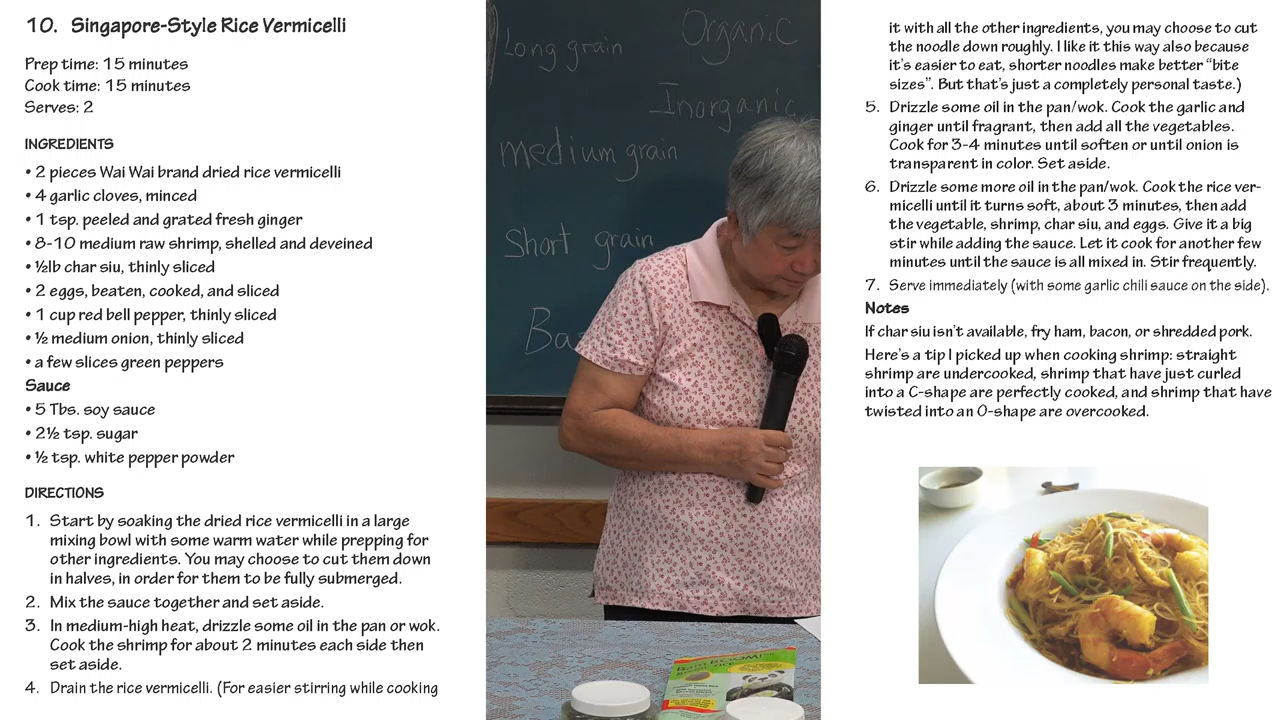 10. Singapore-Style Rice Vermicelli
Prep time: 15 minutes
Cook time: 15 minutes
Serves: 2
INGREDIENTS
• 2 pieces Wai Wai brand dried rice vermicelli
• 4 garlic cloves, minced
• 1 tsp. peeled and grated fresh ginger
• 8-10 medium raw shrimp, shelled and deveined
• ½lb char siu, thinly sliced
• 2 eggs, beaten, cooked, and sliced
• 1 cup red bell pepper, thinly sliced
• ½ medium onion, thinly sliced
• a few slices green peppers
Sauce
• 5 Tbs. soy sauce
• 2½ tsp. sugar
• ½ tsp. white pepper powder
DIRECTIONS
1. Start by soaking the dried rice vermicelli in a large
mixing bowl with some warm water while prepping for
other ingredients. You may choose to cut them down
in halves, in order for them to be fully submerged.
2. Mix the sauce together and set aside.
3. In medium-high heat, drizzle some oil in the pan or wok.
Cook the shrimp for about 2 minutes each side then
set aside.
4. Drain the rice vermicelli. (For easier stirring while cooking
Long grain
Organic
Inorganic
medium grain
Short grain
it with all the other ingredients, you may choose to cut
the noodle down roughly. I like it this way also because
it's easier to eat, shorter noodles make better "bite
sizes". But that's just a completely personal taste.)
5. Drizzle some oil in the pan/wok. Cook the garlic and
ginger until fragrant, then add all the vegetables.
Cook for 3-4 minutes until soften or until onion is
transparent in color. Set aside.
6. Drizzle some more oil in the pan/wok. Cook the rice ver-
micelli until it turns soft, about 3 minutes, then add
the vegetable, shrimp, char siu, and eggs. Give it a big
stir while adding the sauce. Let it cook for another few
minutes until the sauce is all mixed in. Stir frequently.
7. Serve immediately (with some garlic chili sauce on the side).
Notes
If char siu isn't available, fry ham, bacon, or shredded pork.
Here's a tip I picked up when cooking shrimp: straight
shrimp are undercooked, shrimp that have just curled
into a C-shape are perfectly cooked, and shrimp that have
twisted into an O-shape are overcooked.